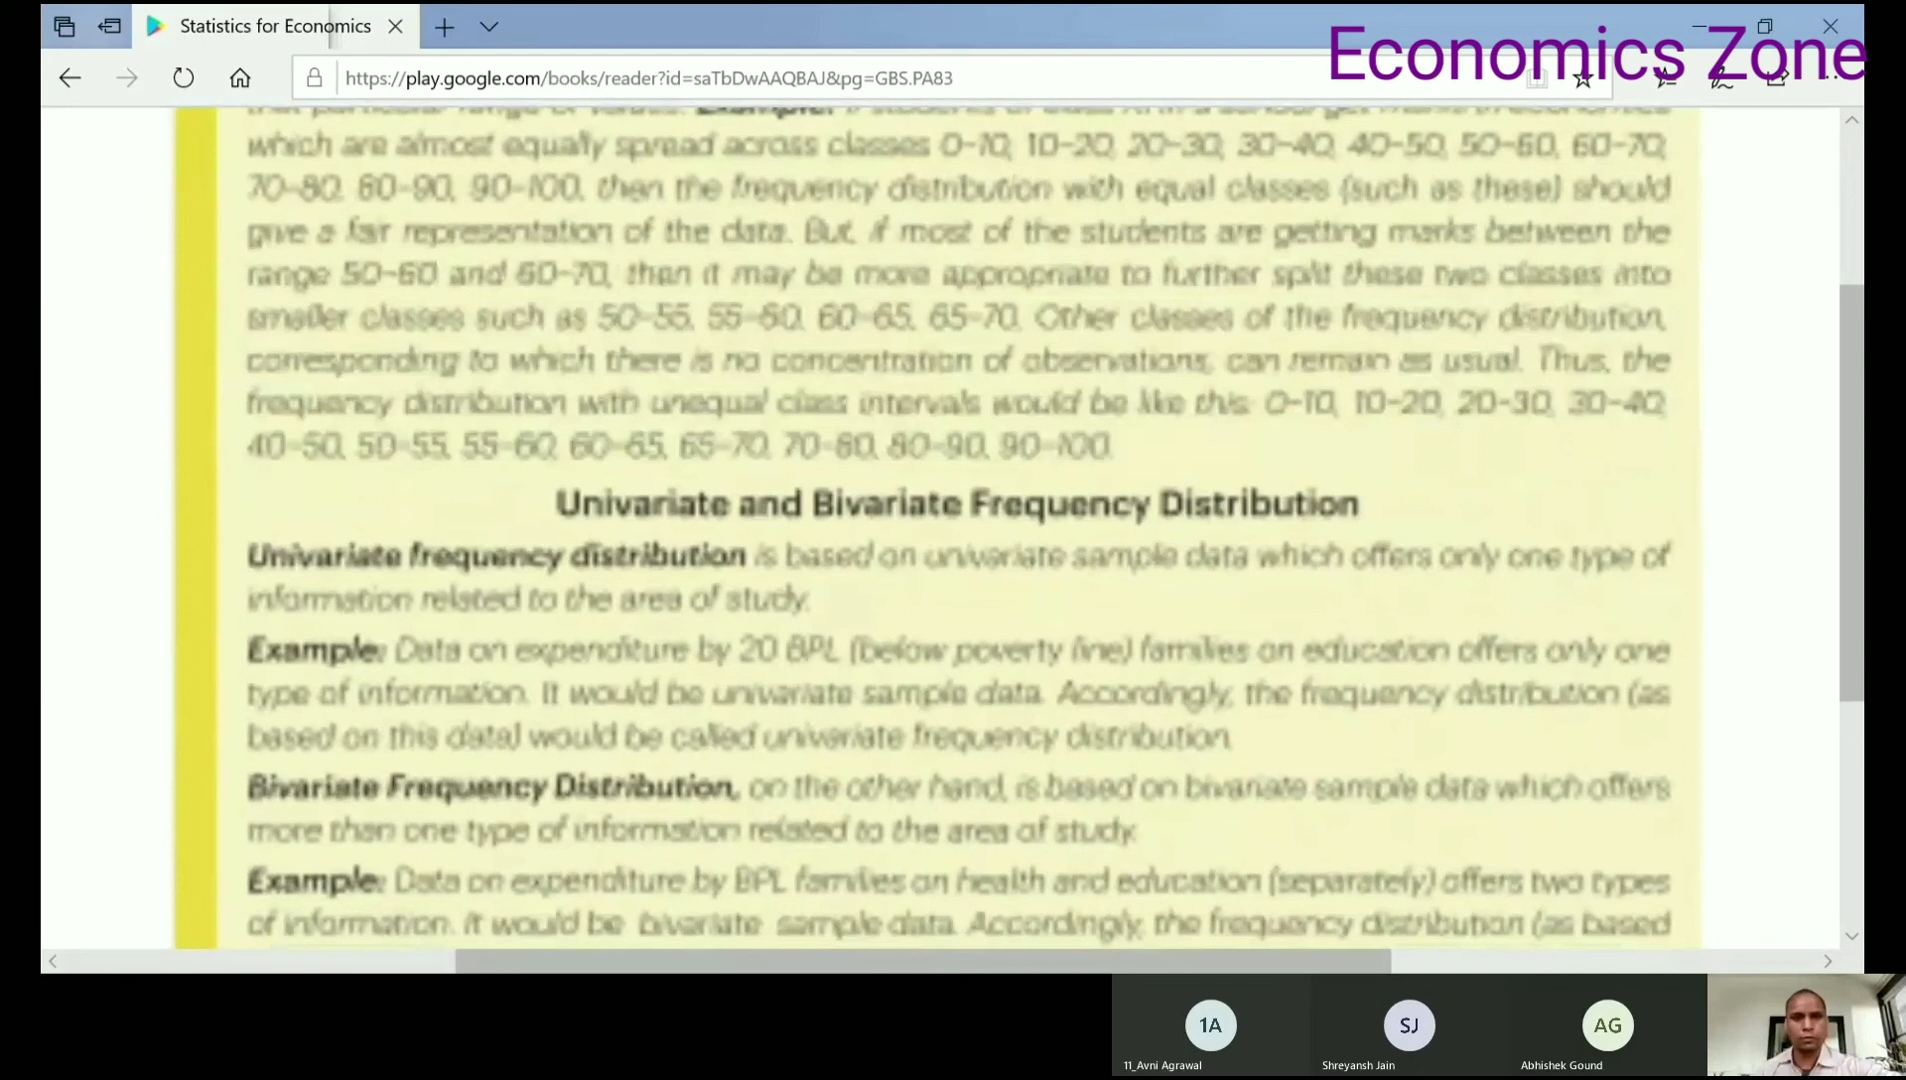 Statistics for Economics
Economics Zone
https://play.google.com/books/reader?id=saTbDwAAQBAJ&pg=GBS.PA83
which are almost equally spread across classes 0–10, 10–20, 20–30, 30–40, 40–50, 50–60, 60–70,
70–80, 80–90, 90–100, then the frequency distribution with equal classes (such as these) should
give a fair representation of the data. But, if most of the students are getting marks between the
range 50–60 and 60–70, then it may be more appropriate to further split these two classes into
smaller classes such as 50–55, 55–60, 60–65, 65–70. Other classes of the frequency distribution,
corresponding to which there is no concentration of observations, can remain as usual. Thus, the
frequency distribution with unequal class intervals would be like this: 0–10, 10–20, 20–30, 30–40,
40–50, 50–55, 55–60, 60–65, 65–70, 70–80, 80–90, 90–100.
Univariate and Bivariate Frequency Distribution
Univariate frequency distribution is based on univariate sample data which offers only one type of
information related to the area of study.
Example: Data on expenditure by 20 BPL (below poverty line) families on education offers only one
type of information. It would be univariate sample data. Accordingly, the frequency distribution (as
based on this data) would be called univariate frequency distribution.
Bivariate Frequency Distribution, on the other hand, is based on bivariate sample data which offers
more than one type of information related to the area of study.
Example: Data on expenditure by BPL families on health and education (separately) offers two types
of information. It would be bivariate sample data. Accordingly, the frequency distribution (as based
1A
SJ
AG
11_Avni Agrawal
Shreyansh Jain
Abhishek Gound